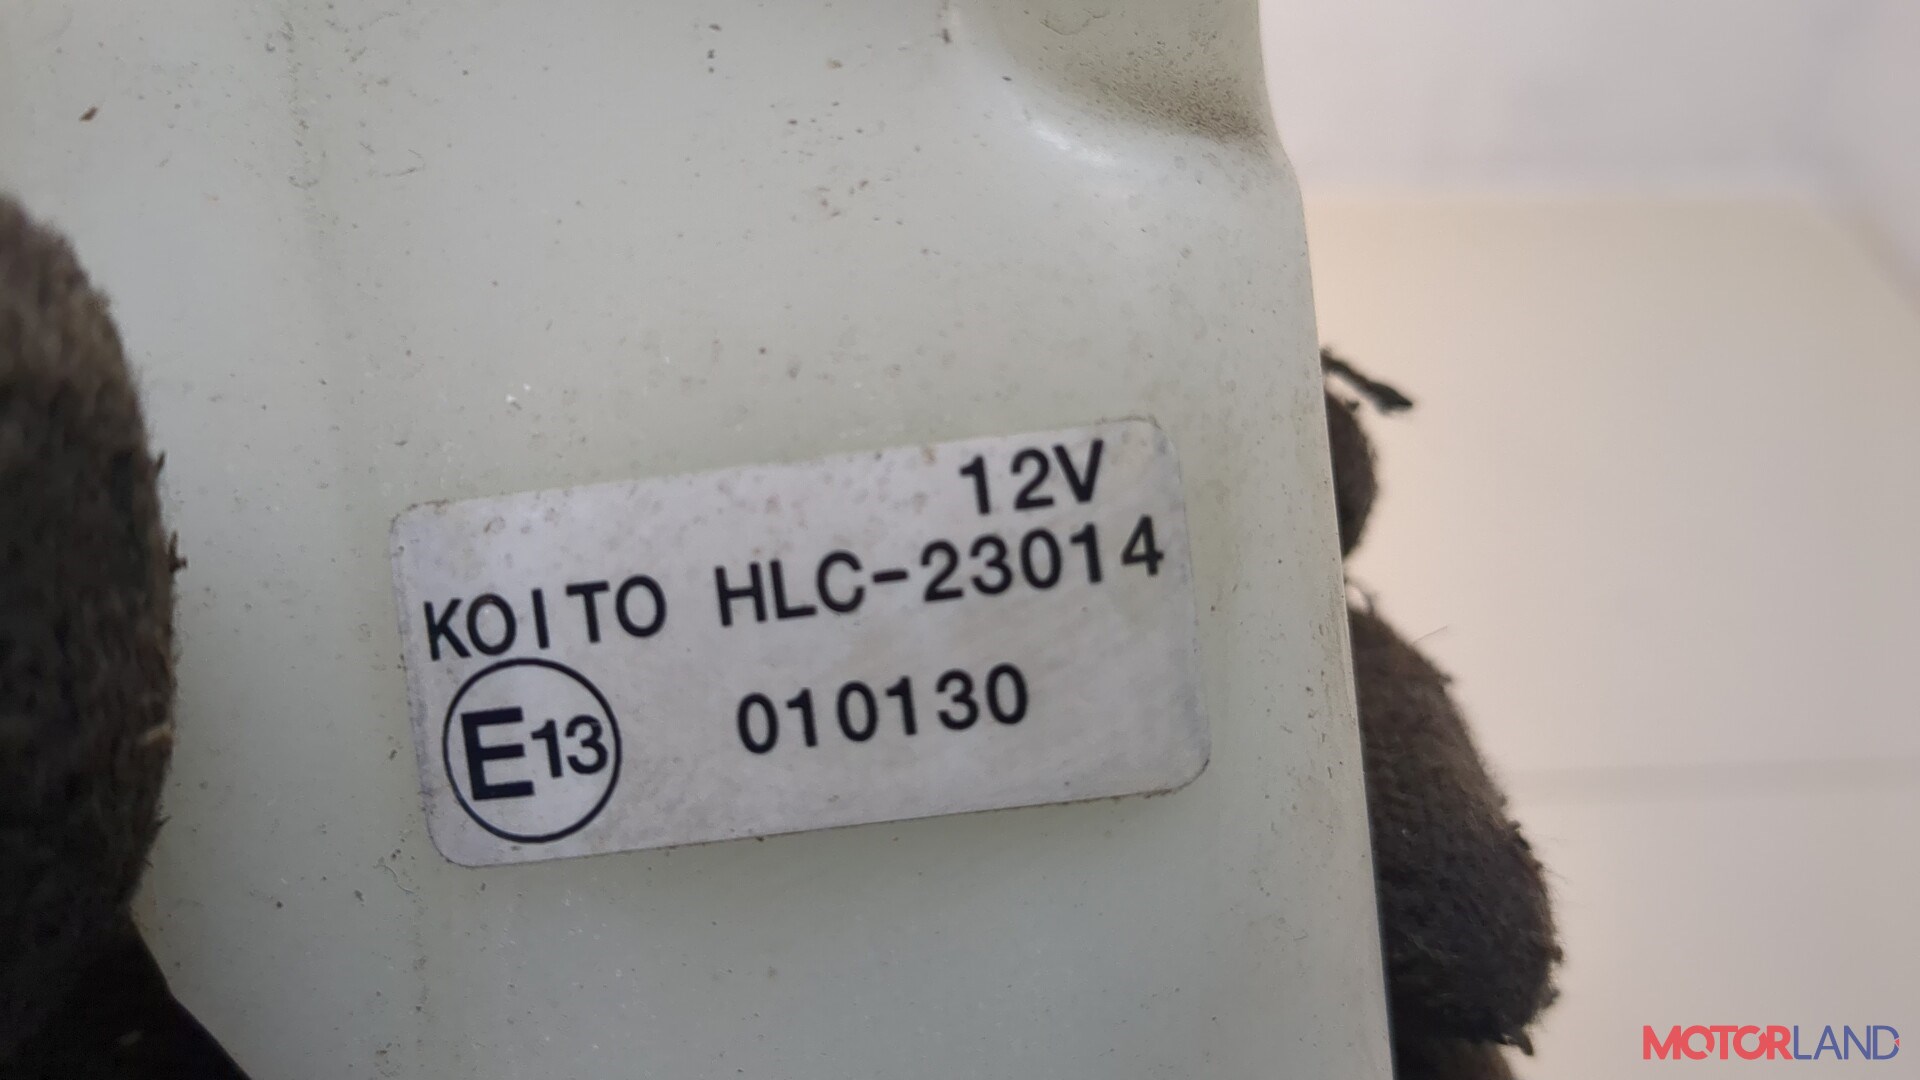 12V
KOITO HLC-23014
E13 010130
MOTORLAND